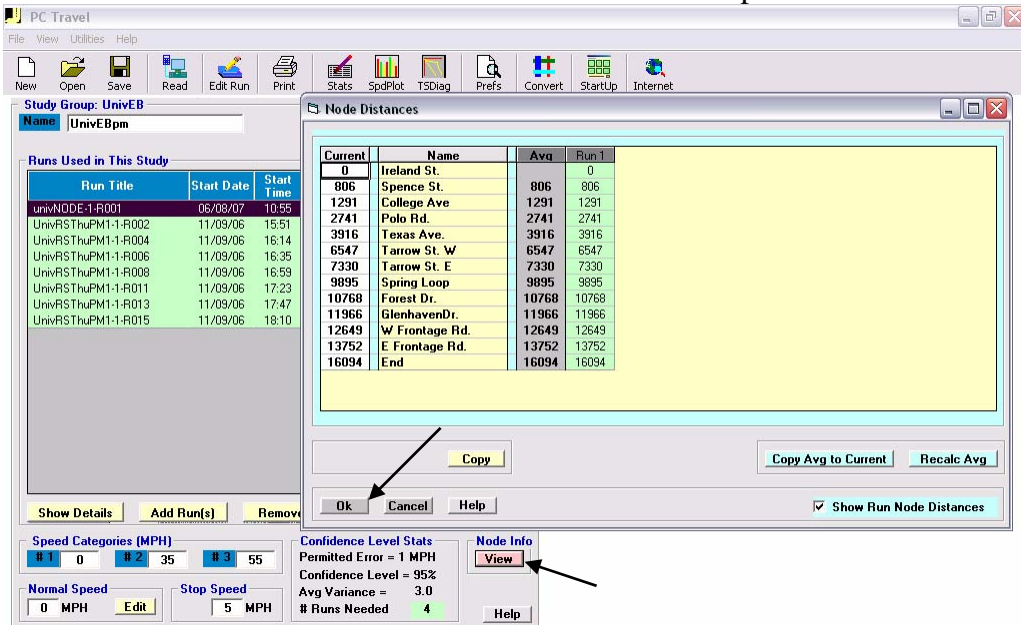 PC Travel
File View Utilities Help
New Open Save Read Edit Run Print Stats SpdPlot TSDiag Prefs Convert StartUp Internet
Study Group: UnivEB
Name UnivEBpm
Runs Used in This Study
Run Title Start Date Start Time
univNODE-1-R001 06/08/07 10:55
UnivRSThuPM1-1-R002 11/09/06 15:51
UnivRSThuPM1-1-R004 11/09/06 16:14
UnivRSThuPM1-1-R006 11/09/06 16:35
UnivRSThuPM1-1-R008 11/09/06 16:59
UnivRSThuPM1-1-R011 11/09/06 17:23
UnivRSThuPM1-1-R013 11/09/06 17:47
UnivRSThuPM1-1-R015 11/09/06 18:10
Show Details Add Run(s)
Node Distances
Current Name Avg Run 1
0 Ireland St. 0
806 Spence St. 806 806
1291 College Ave 1291 1291
2741 Polo Rd. 2741 2741
3916 Texas Ave. 3916 3916
6547 Tarrow St. W 6547 6547
7330 Tarrow St. E 7330 7330
9895 Spring Loop 9895 9895
10768 Forest Dr. 10768 10768
11966 GlenhavenDr. 11966 11966
12649 W Frontage Rd. 12649 12649
13752 E Frontage Rd. 13752 13752
16094 End 16094 16094
Copy Copy Avg to Current Recalc Avg
Ok Cancel Help Show Run Node Distances
Speed Categories (MPH)
# 1 0 # 2 35 # 3 55
Normal Speed
0 MPH Edit
Stop Speed
5 MPH
Confidence Level Stats
Permitted Error = 1 MPH
Confidence Level = 95%
Avg Variance = 3.0
# Runs Needed 4
Node Info
View
Help